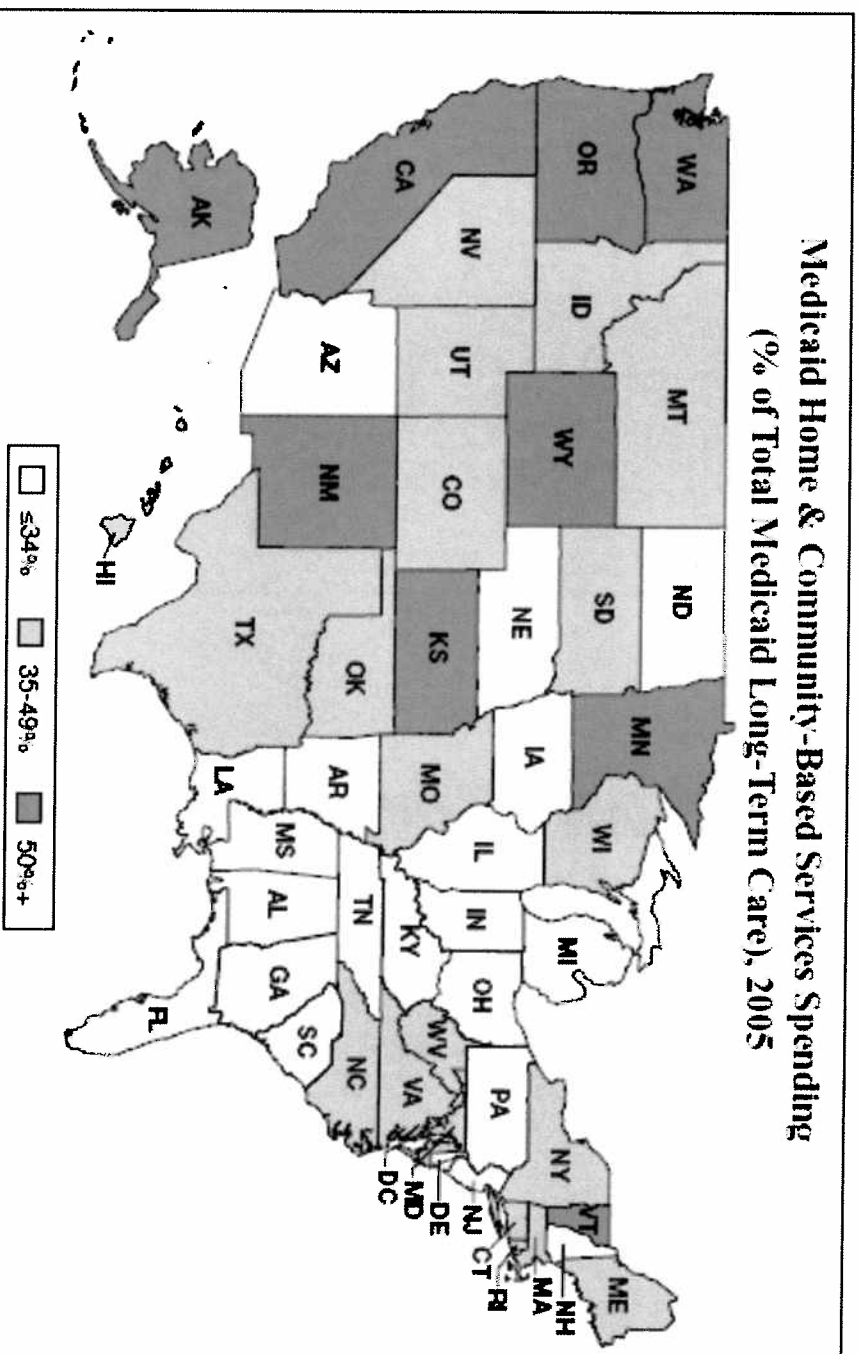 Medicaid Home & Community-Based Services Spending
(% of Total Medicaid Long-Term Care), 2005
WA
OR
CA
NV
ID
MT
WY
UT
AZ
CO
NM
ND
SD
NE
KS
OK
TX
MN
IA
MO
AR
LA
WI
IL
MI
IN
OH
KY
TN
MS
AL
GA
FL
SC
NC
VA
WV
PA
NY
VT
ME
NH
MA
RI
CT
NJ
DE
MD
DC
AK
HI
≤34%
35-49%
50%+